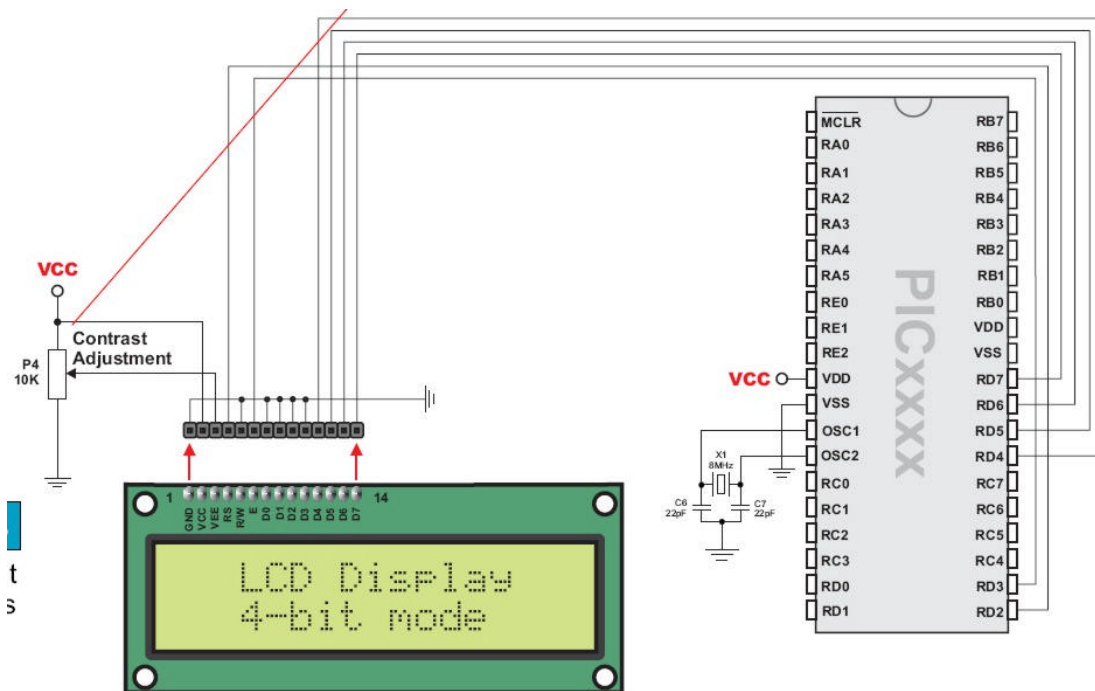 VCC
Contrast
Adjustment
P4
10K
1
14
GND
VCC
VEE
RS
R/W
E
D0
D1
D2
D3
D4
D5
D6
D7
LCD Display
4-bit mode
t
s
VCC
X1
8MHz
C6
22pF
C7
22pF
PICxxxx
MCLR
RA0
RA1
RA2
RA3
RA4
RA5
RE0
RE1
RE2
VDD
VSS
OSC1
OSC2
RC0
RC1
RC2
RC3
RD0
RD1
RB7
RB6
RB5
RB4
RB3
RB2
RB1
RB0
VDD
VSS
RD7
RD6
RD5
RD4
RC7
RC6
RC5
RC4
RD3
RD2